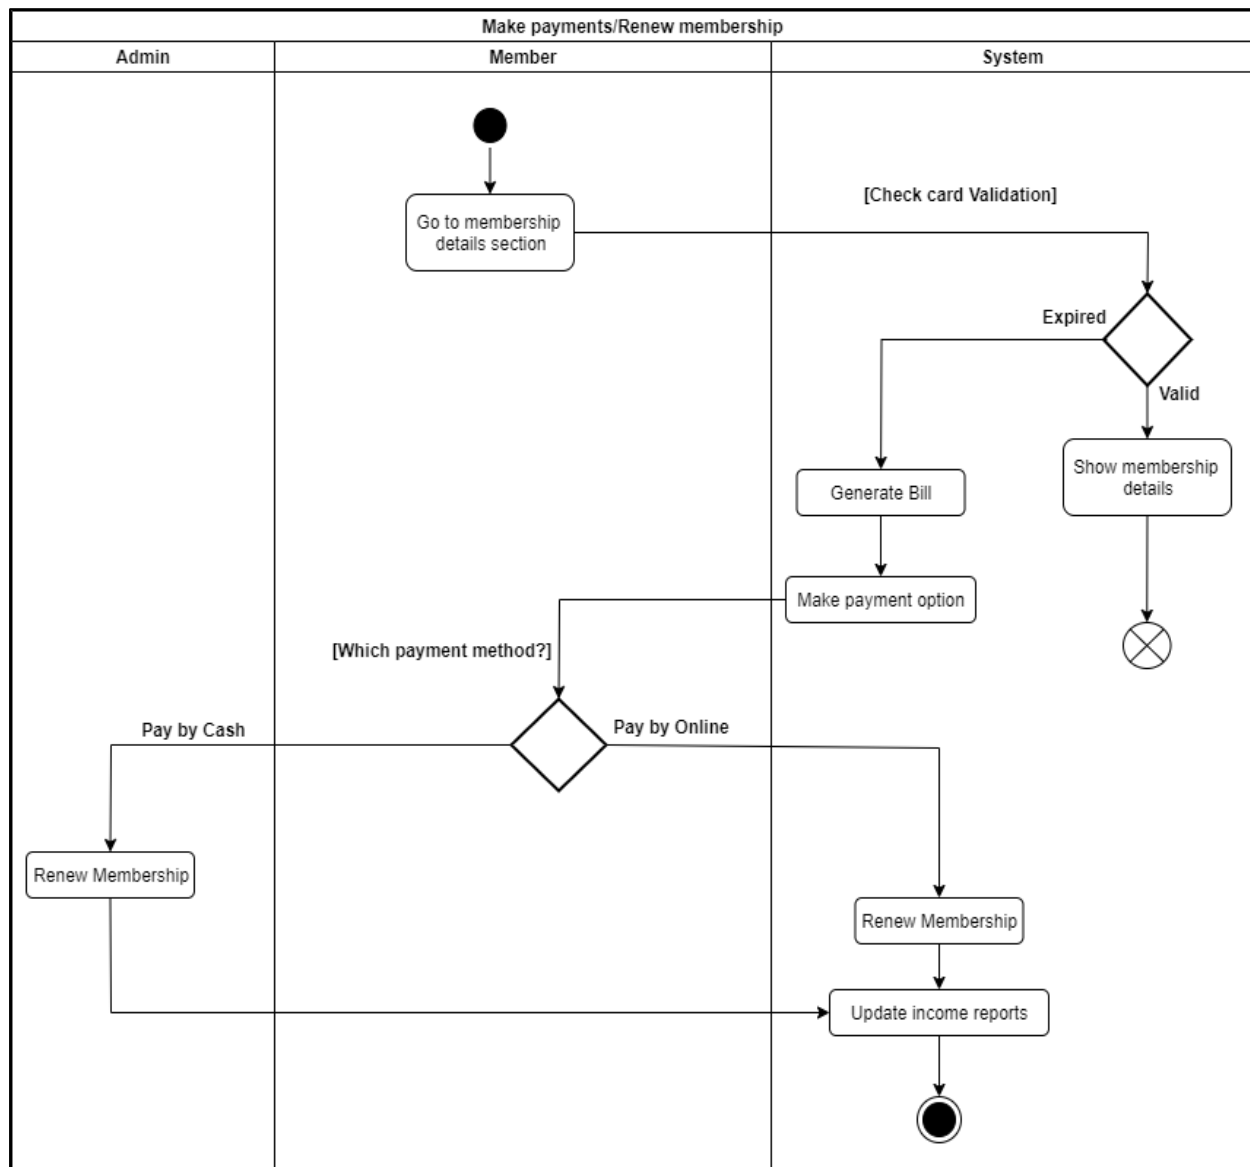 Make payments/Renew membership
Admin
Member
System
Go to membership
details section
[Check card Validation]
Expired
Valid
Show membership
details
Generate Bill
Make payment option
[Which payment method?]
Pay by Cash
Pay by Online
Renew Membership
Renew Membership
Update income reports